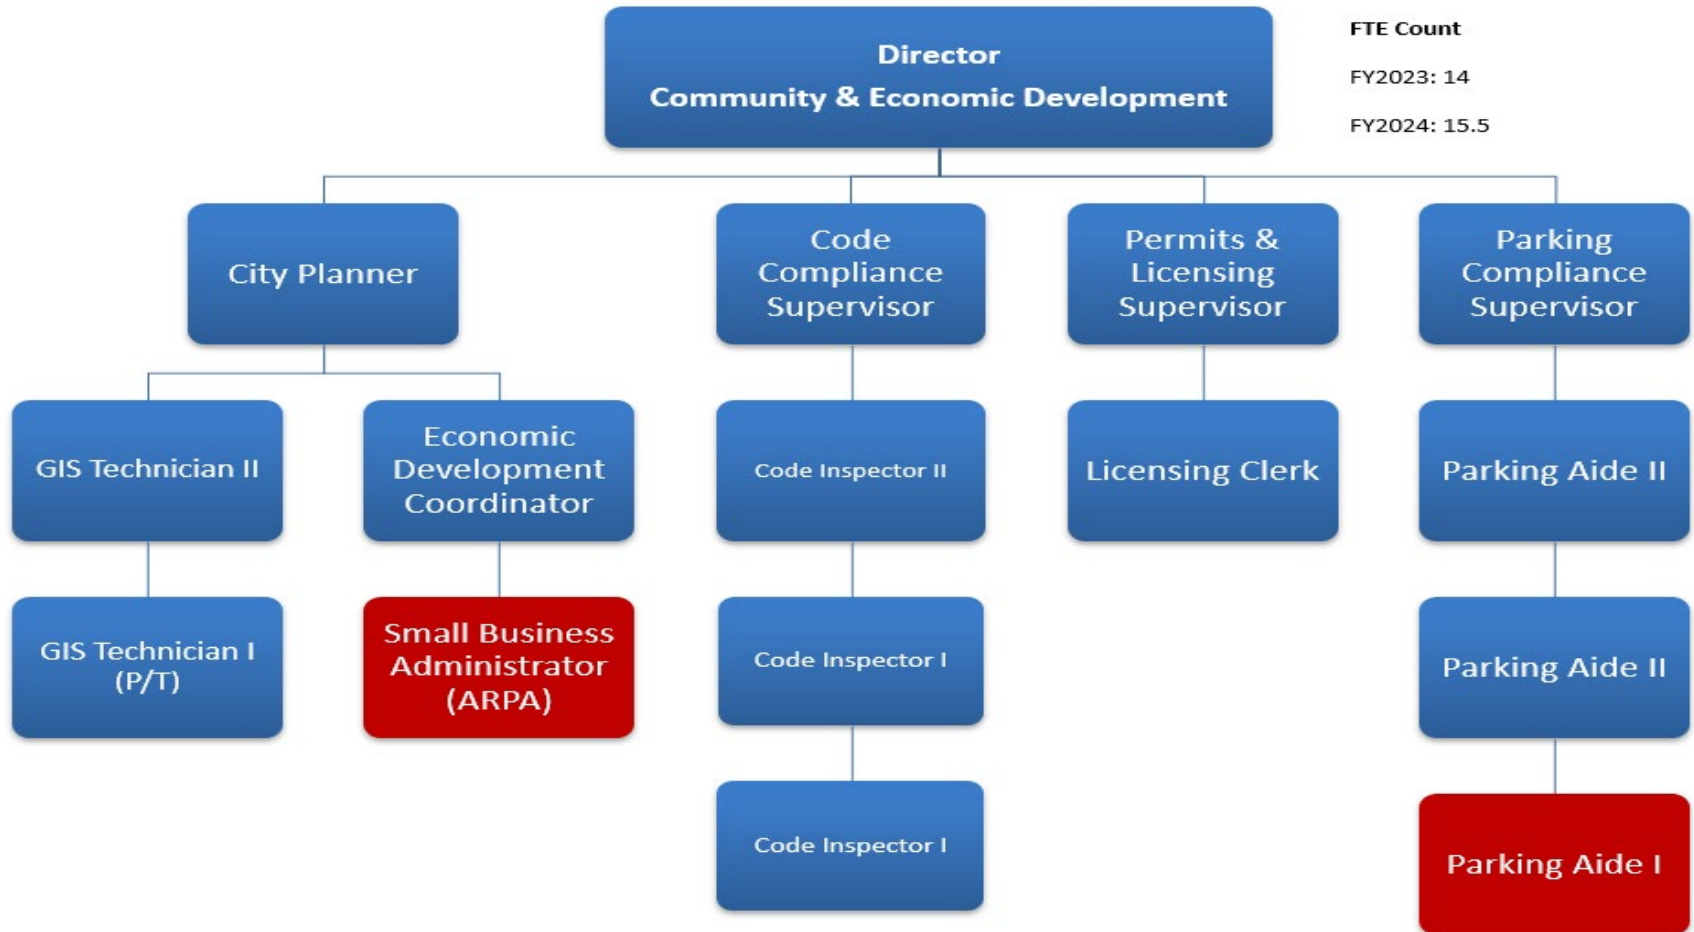 Director
Community & Economic Development
FTE Count
FY2023: 14
FY2024: 15.5
City Planner
Code
Compliance
Supervisor
Permits &
Licensing
Supervisor
Parking
Compliance
Supervisor
GIS Technician II
Economic
Development
Coordinator
Code Inspector II
Licensing Clerk
Parking Aide II
GIS Technician I
(P/T)
Small Business
Administrator
(ARPA)
Code Inspector I
Parking Aide II
Code Inspector I
Parking Aide I